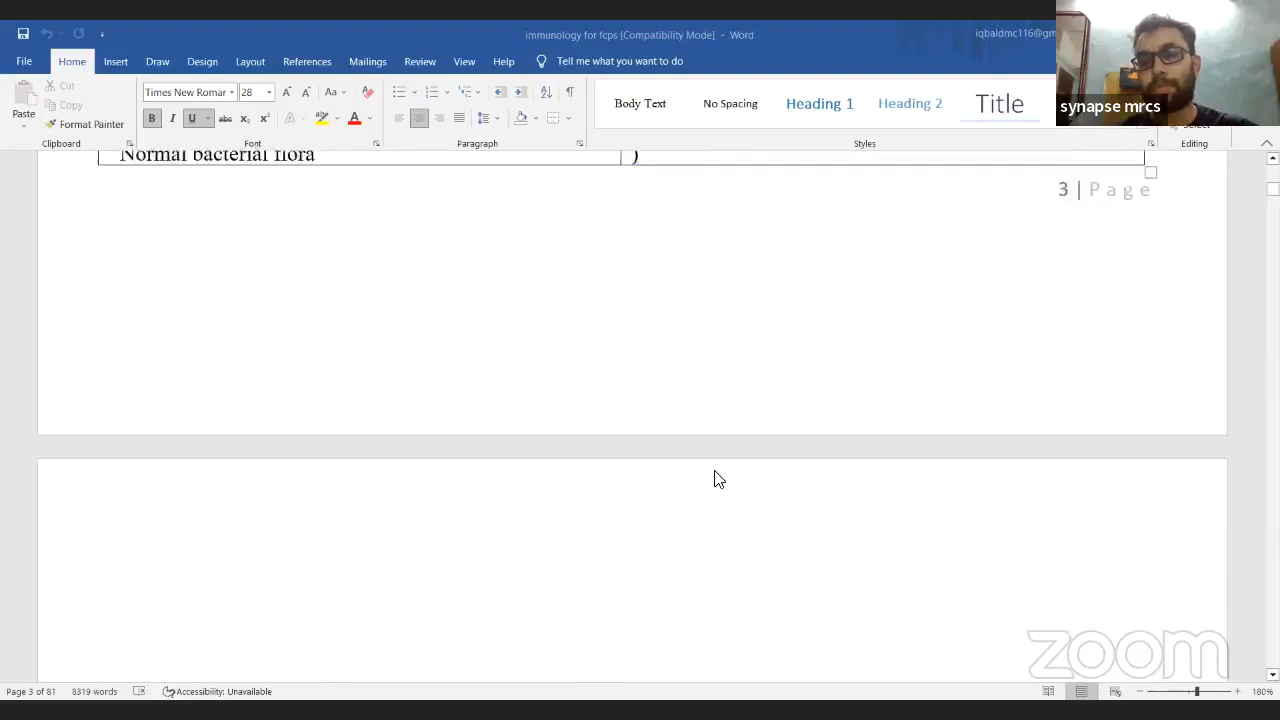 immunology for fcps [Compatibility Mode] - Word
iqbaldmc116@gm
File Home Insert Draw Design Layout References Mailings Review View Help Tell me what you want to do
Paste
Cut
Copy
Format Painter
Clipboard
Times New Romar 28
Font
Paragraph
Body Text No Spacing Heading 1 Heading 2 Title
Styles
Editing
synapse mrcs
Normal bacterial flora )
3 | Page
zoom
Page 3 of 81 8319 words Accessibility: Unavailable 180%